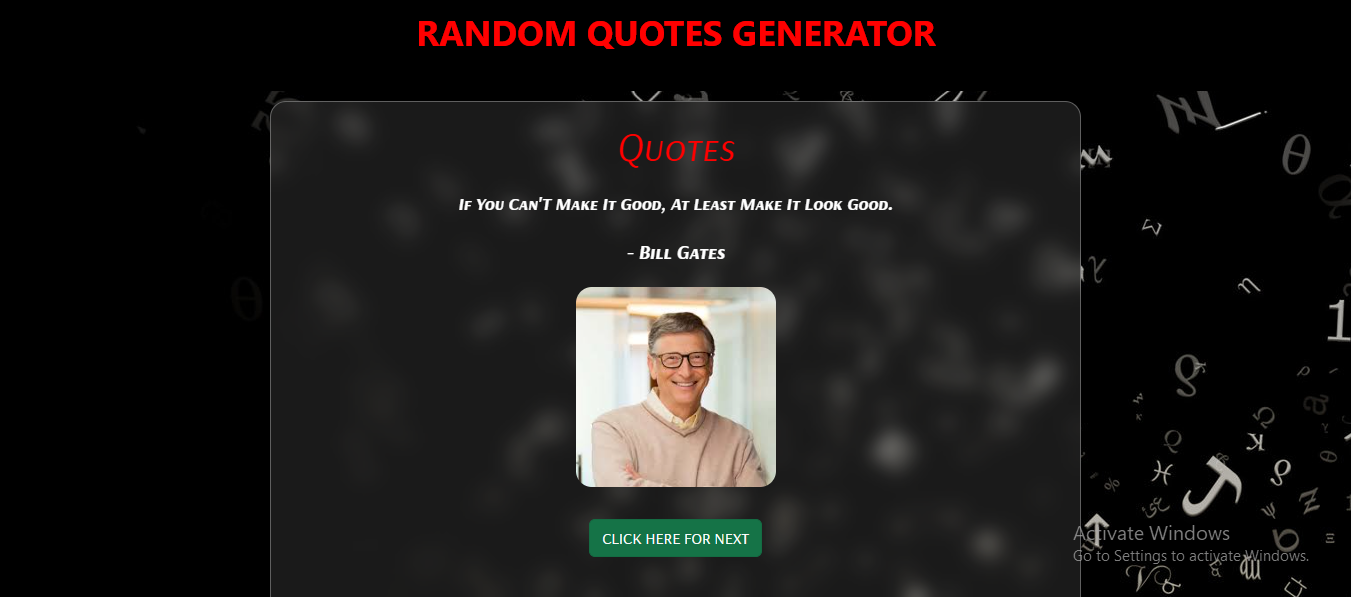 RANDOM QUOTES GENERATOR
Quotes
If You Can'T Make It Good, At Least Make It Look Good.
- Bill Gates
CLICK HERE FOR NEXT
Activate Windows
Go to Settings to activate Windows.